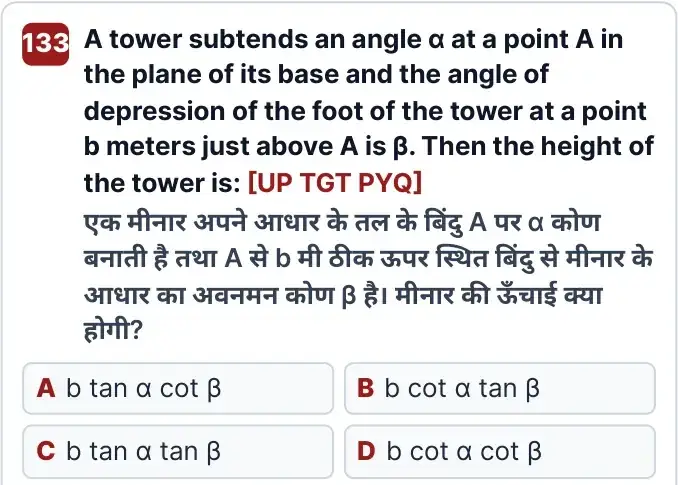 133 A tower subtends an angle α at a point A in
the plane of its base and the angle of
depression of the foot of the tower at a point
b meters just above A is β. Then the height of
the tower is: [UP TGT PYQ]
एक मीनार अपने आधार के तल के बिंदु A पर α कोण
बनाती है तथा A से b मी ठीक ऊपर स्थित बिंदु से मीनार के
आधार का अवनमन कोण β है। मीनार की ऊँचाई क्या
होगी?
A b tan α cot β
B b cot α tan β
C b tan α tan β
D b cot α cot β